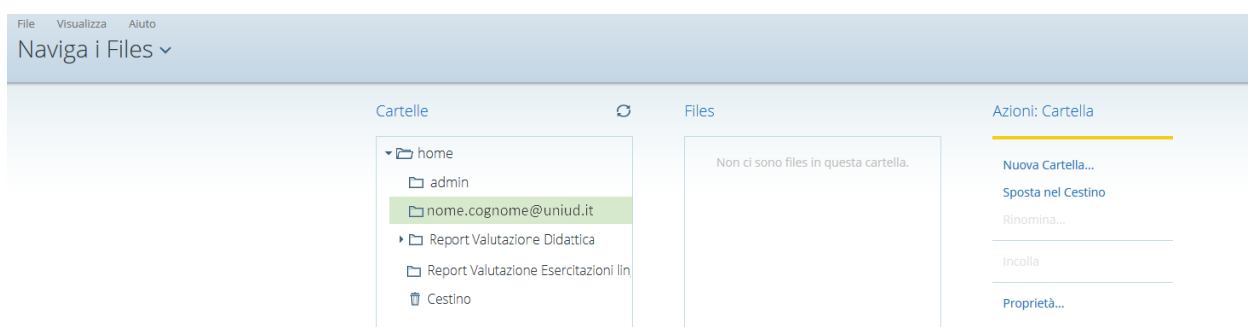 File Visualizza Aiuto
Naviga i Files
Cartelle
home
admin
nome.cognome@uniud.it
Report Valutazione Didattica
Report Valutazione Esercitazioni lin
Cestino
Files
Non ci sono files in questa cartella.
Azioni: Cartella
Nuova Cartella...
Sposta nel Cestino
Rinomina...
Incolla
Proprietà...